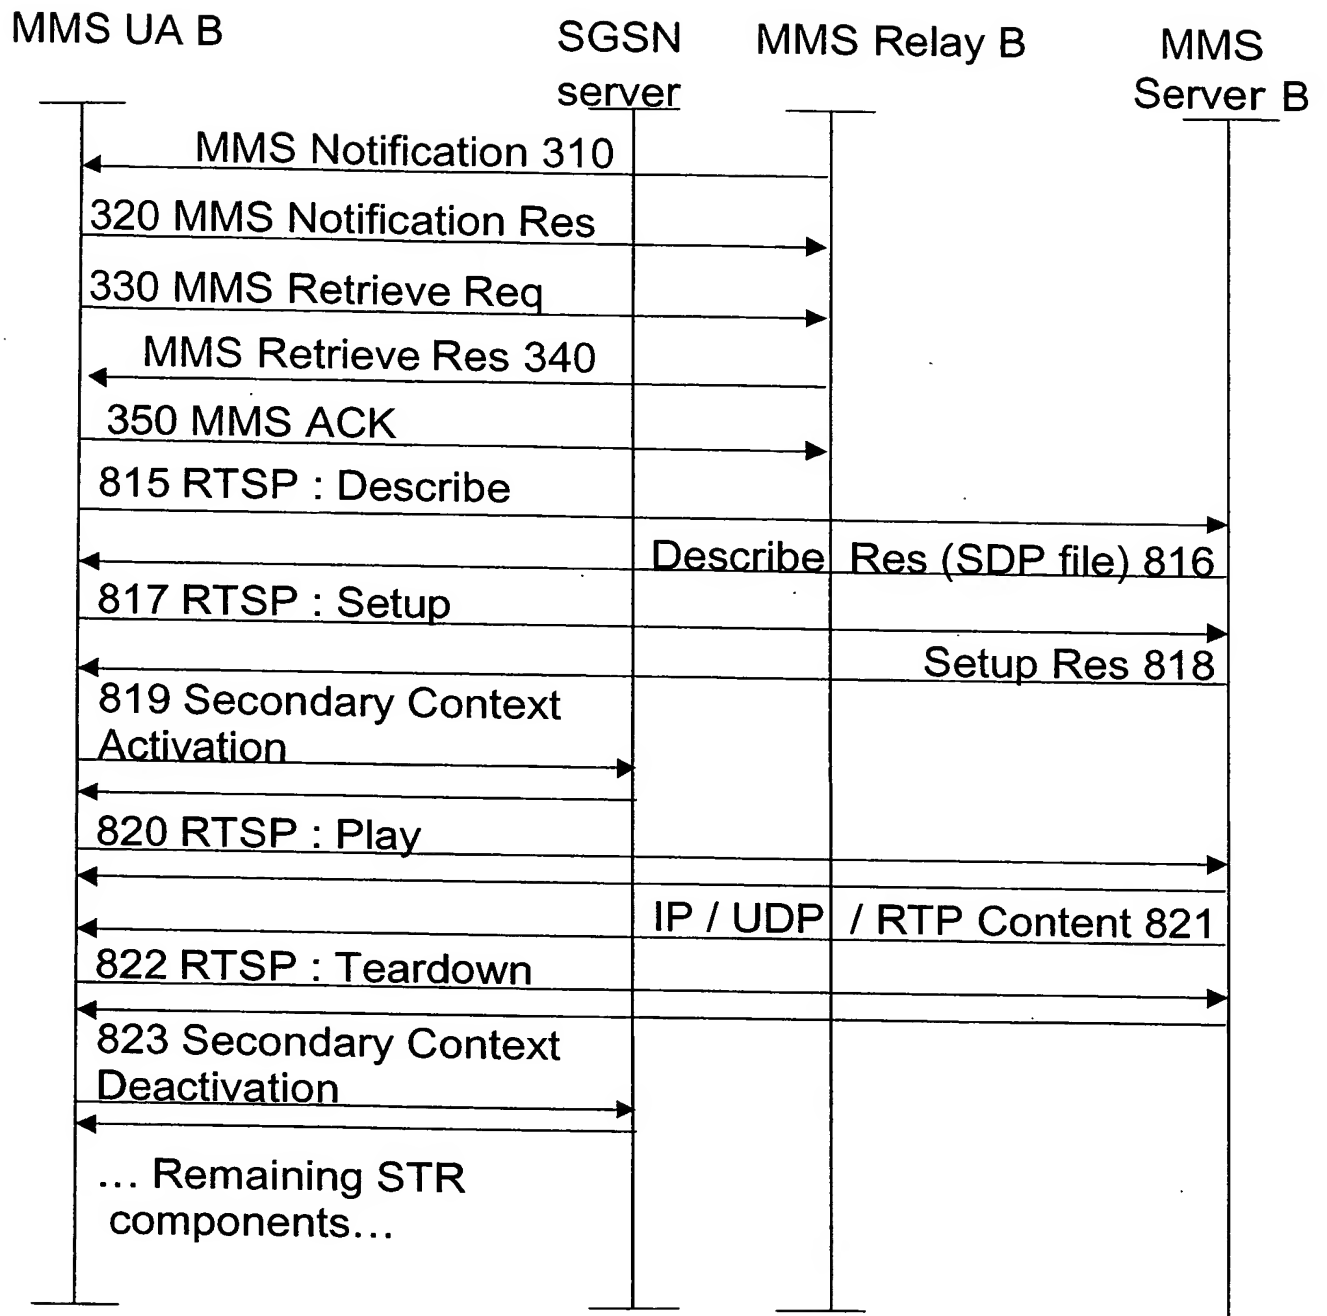 MMS UA B
SGSN
server
MMS Relay B
MMS
Server B
MMS Notification 310
320 MMS Notification Res
330 MMS Retrieve Req
MMS Retrieve Res 340
350 MMS ACK
815 RTSP : Describe
Describe Res (SDP file) 816
817 RTSP : Setup
Setup Res 818
819 Secondary Context
Activation
820 RTSP : Play
IP / UDP / RTP Content 821
822 RTSP : Teardown
823 Secondary Context
Deactivation
... Remaining STR
components...